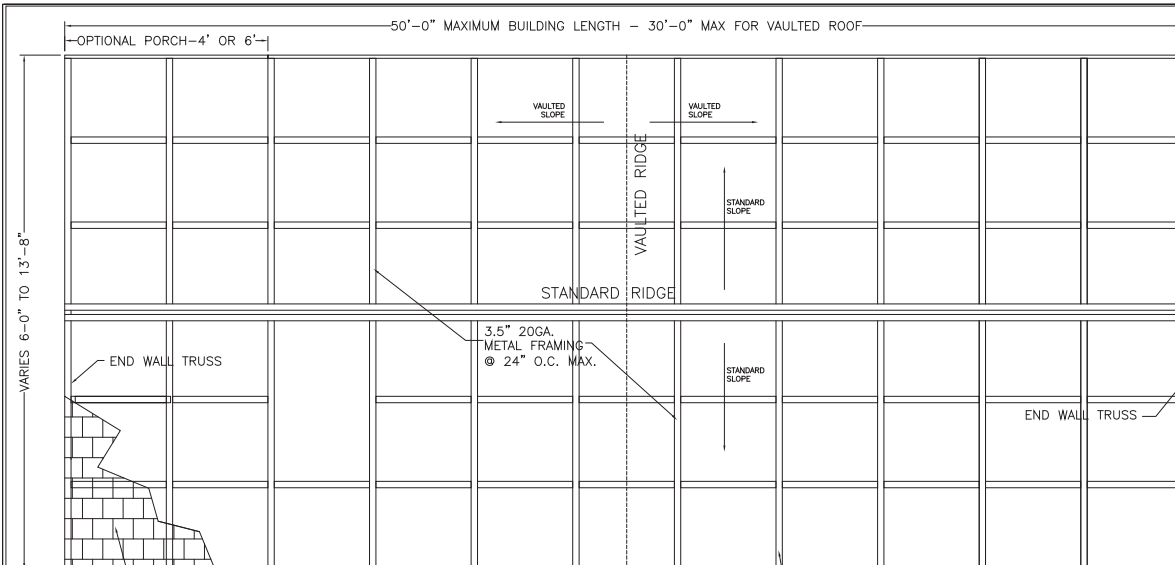 50'-0" MAXIMUM BUILDING LENGTH - 30'-0" MAX FOR VAULTED ROOF
OPTIONAL PORCH-4' OR 6'
VARIES 6-0" TO 13'-8"
VAULTED
SLOPE
VAULTED
SLOPE
VAULTED RIDGE
STANDARD
SLOPE
STANDARD RIDGE
3.5" 20GA.
METAL FRAMING
@ 24" O.C. MAX.
END WALL TRUSS
STANDARD
SLOPE
END WALL TRUSS